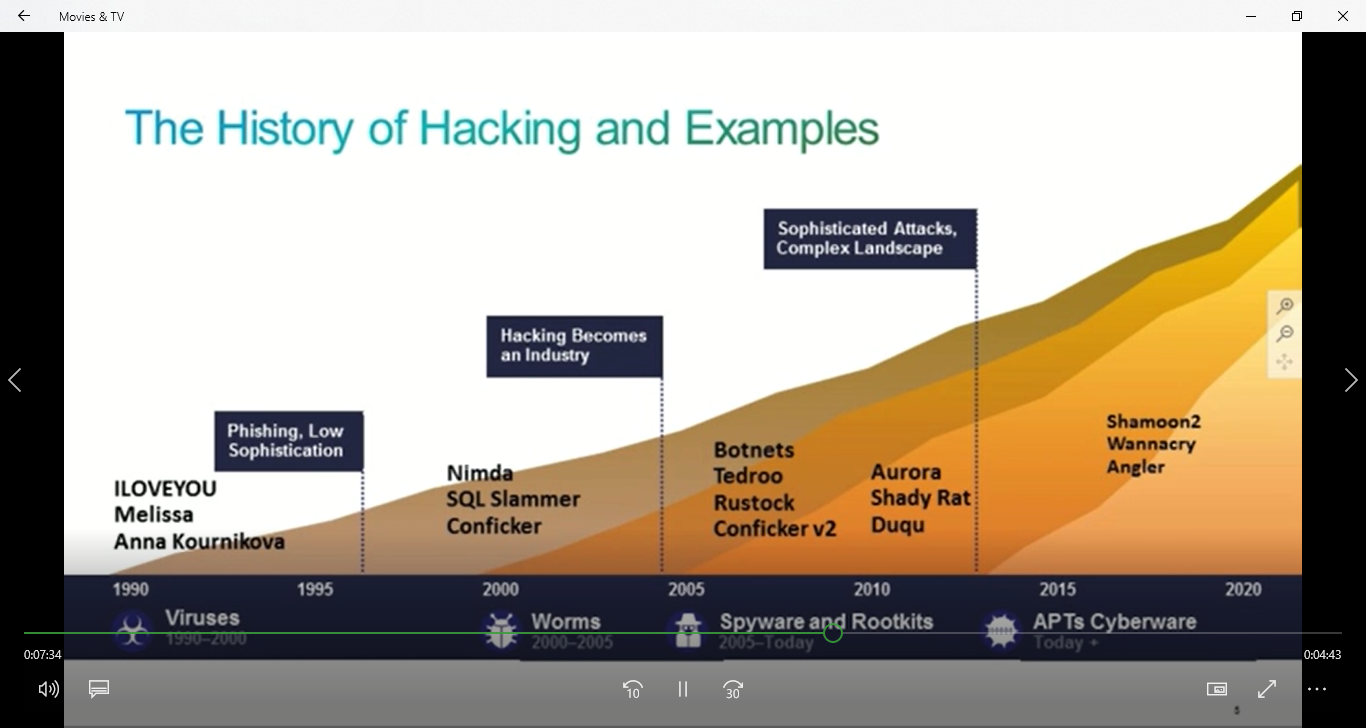 Movies & TV
The History of Hacking and Examples
Sophisticated Attacks,
Complex Landscape
Hacking Becomes
an Industry
Phishing, Low
Sophistication
ILOVEYOU
Melissa
Anna Kournikova
Nimda
SQL Slammer
Conficker
Botnets
Tedroo
Rustock
Conficker v2
Aurora
Shady Rat
Duqu
Shamoon2
Wannacry
Angler
1990 1995 2000 2005 2010 2015 2020
Viruses
1990–2000
Worms
2000–2005
Spyware and Rootkits
2005–Today
APTs Cyberware
Today +
0:07:34
0:04:43
10
30
5